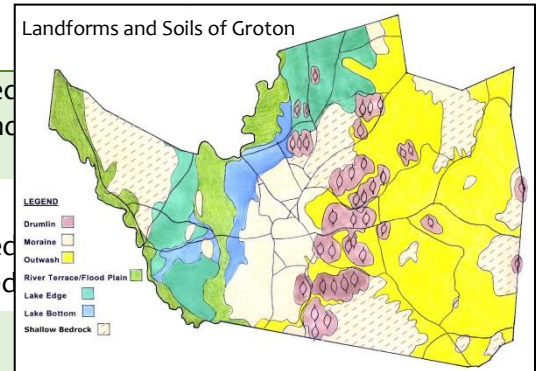 Landforms and Soils of Groton
LEGEND
Drumlin
Moraine
Outwash
River Terrace/Flood Plain
Lake Edge
Lake Bottom
Shallow Bedrock